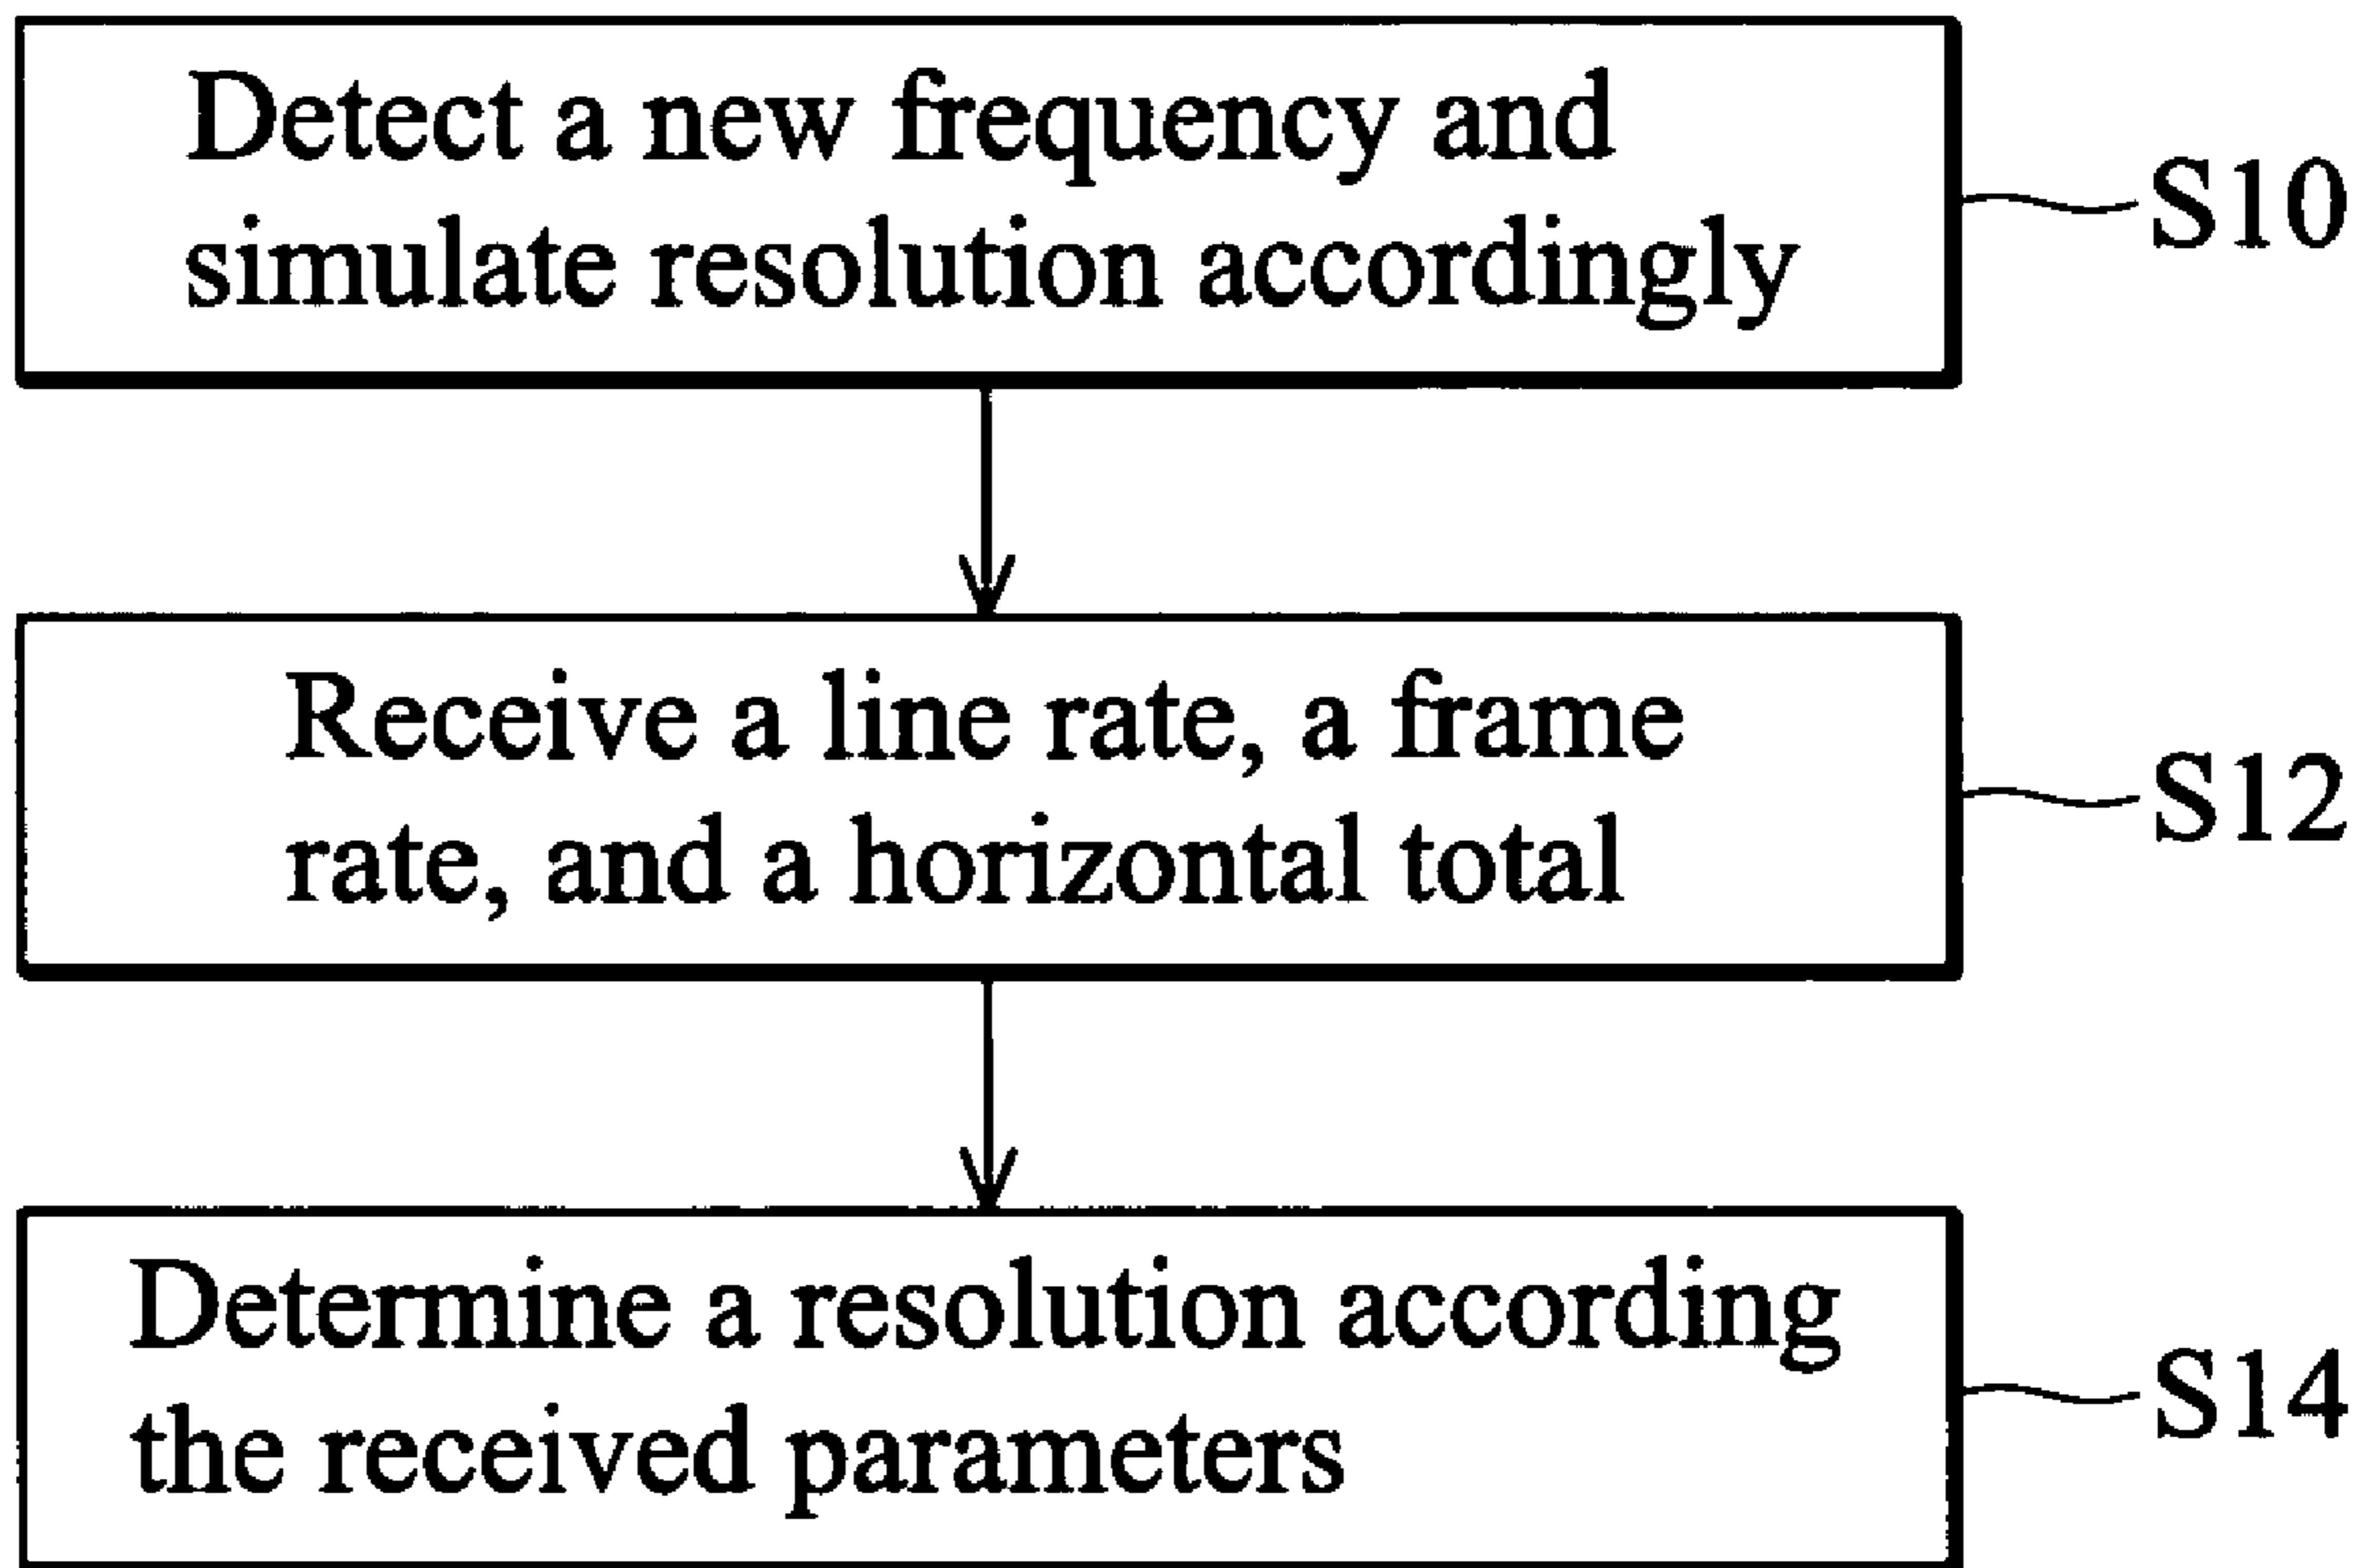 Detect a new frequency and
simulate resolution accordingly
S10
Receive a line rate, a frame
rate, and a horizontal total
S12
Determine a resolution according
the received parameters
S14